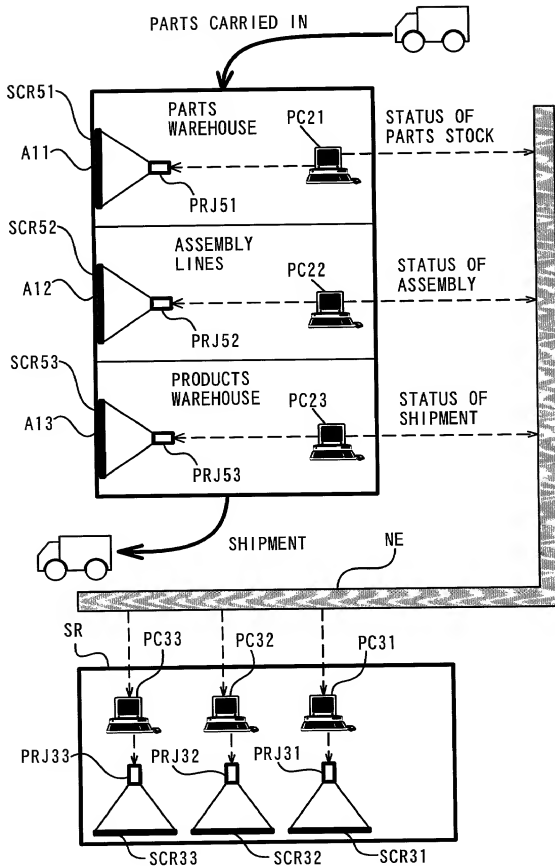 PARTS CARRIED IN
SCR51
PARTS
WAREHOUSE
PC21
STATUS OF
PARTS STOCK
A11
PRJ51
SCR52
ASSEMBLY
LINES
PC22
STATUS OF
ASSEMBLY
A12
PRJ52
SCR53
PRODUCTS
WAREHOUSE
PC23
STATUS OF
SHIPMENT
A13
PRJ53
SHIPMENT
NE
SR
PC33
PC32
PC31
PRJ33
PRJ32
PRJ31
SCR33
SCR32
SCR31